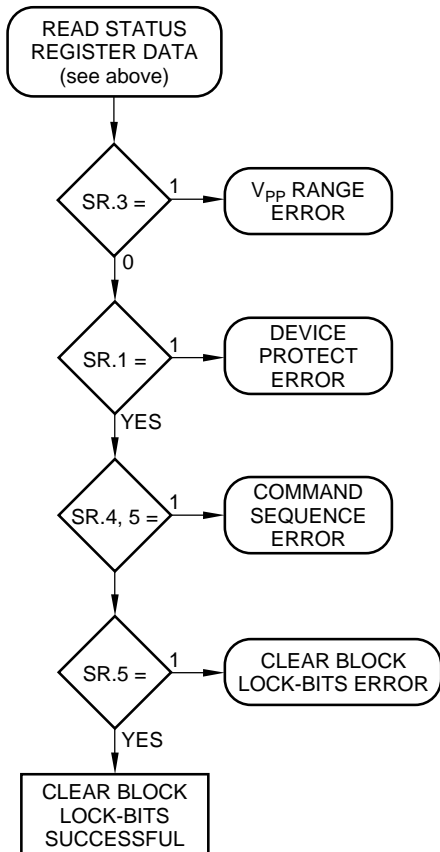 READ STATUS
REGISTER DATA
(see above)
SR.3 =
1
VPP RANGE
ERROR
0
SR.1 =
1
DEVICE
PROTECT
ERROR
YES
SR.4, 5 =
1
COMMAND
SEQUENCE
ERROR
SR.5 =
1
CLEAR BLOCK
LOCK-BITS ERROR
YES
CLEAR BLOCK
LOCK-BITS
SUCCESSFUL